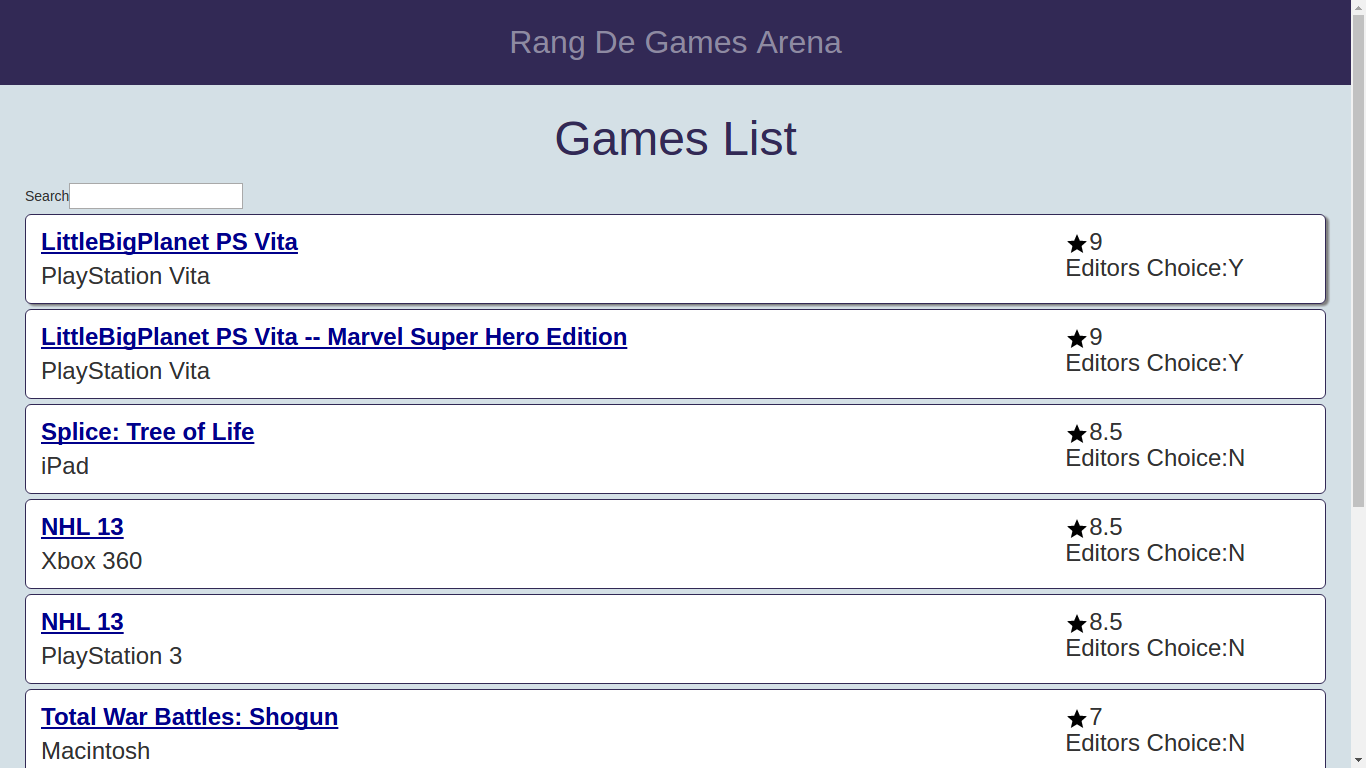 Rang De Games Arena
Games List
Search
LittleBigPlanet PS Vita
9
PlayStation Vita
Editors Choice:Y
LittleBigPlanet PS Vita -- Marvel Super Hero Edition
9
PlayStation Vita
Editors Choice:Y
Splice: Tree of Life
8.5
iPad
Editors Choice:N
NHL 13
8.5
Xbox 360
Editors Choice:N
NHL 13
8.5
PlayStation 3
Editors Choice:N
Total War Battles: Shogun
7
Macintosh
Editors Choice:N